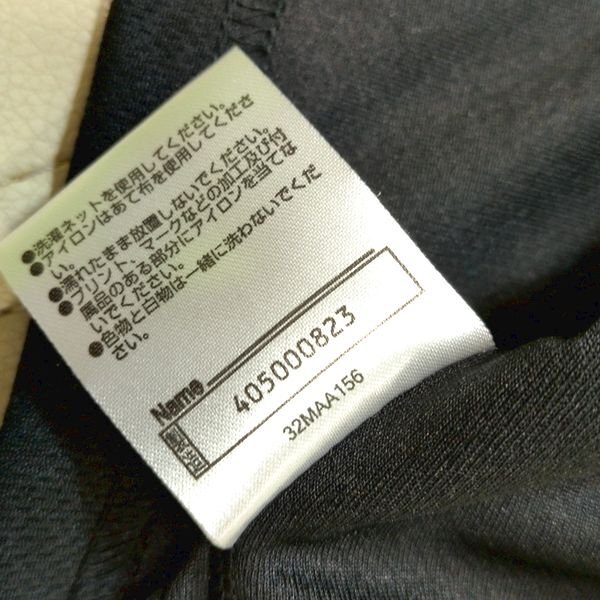 ●洗濯ネットを使用してください。
●アイロンはあて布を使用してくださ
い。
●濡れたまま放置しないでください。
●プリント、マークなどの加工及び付
属品のある部分にアイロンを当てな
いでください。
●色物と白物は一緒に洗わないでくだ
さい。
Name
405000823
32MAA156